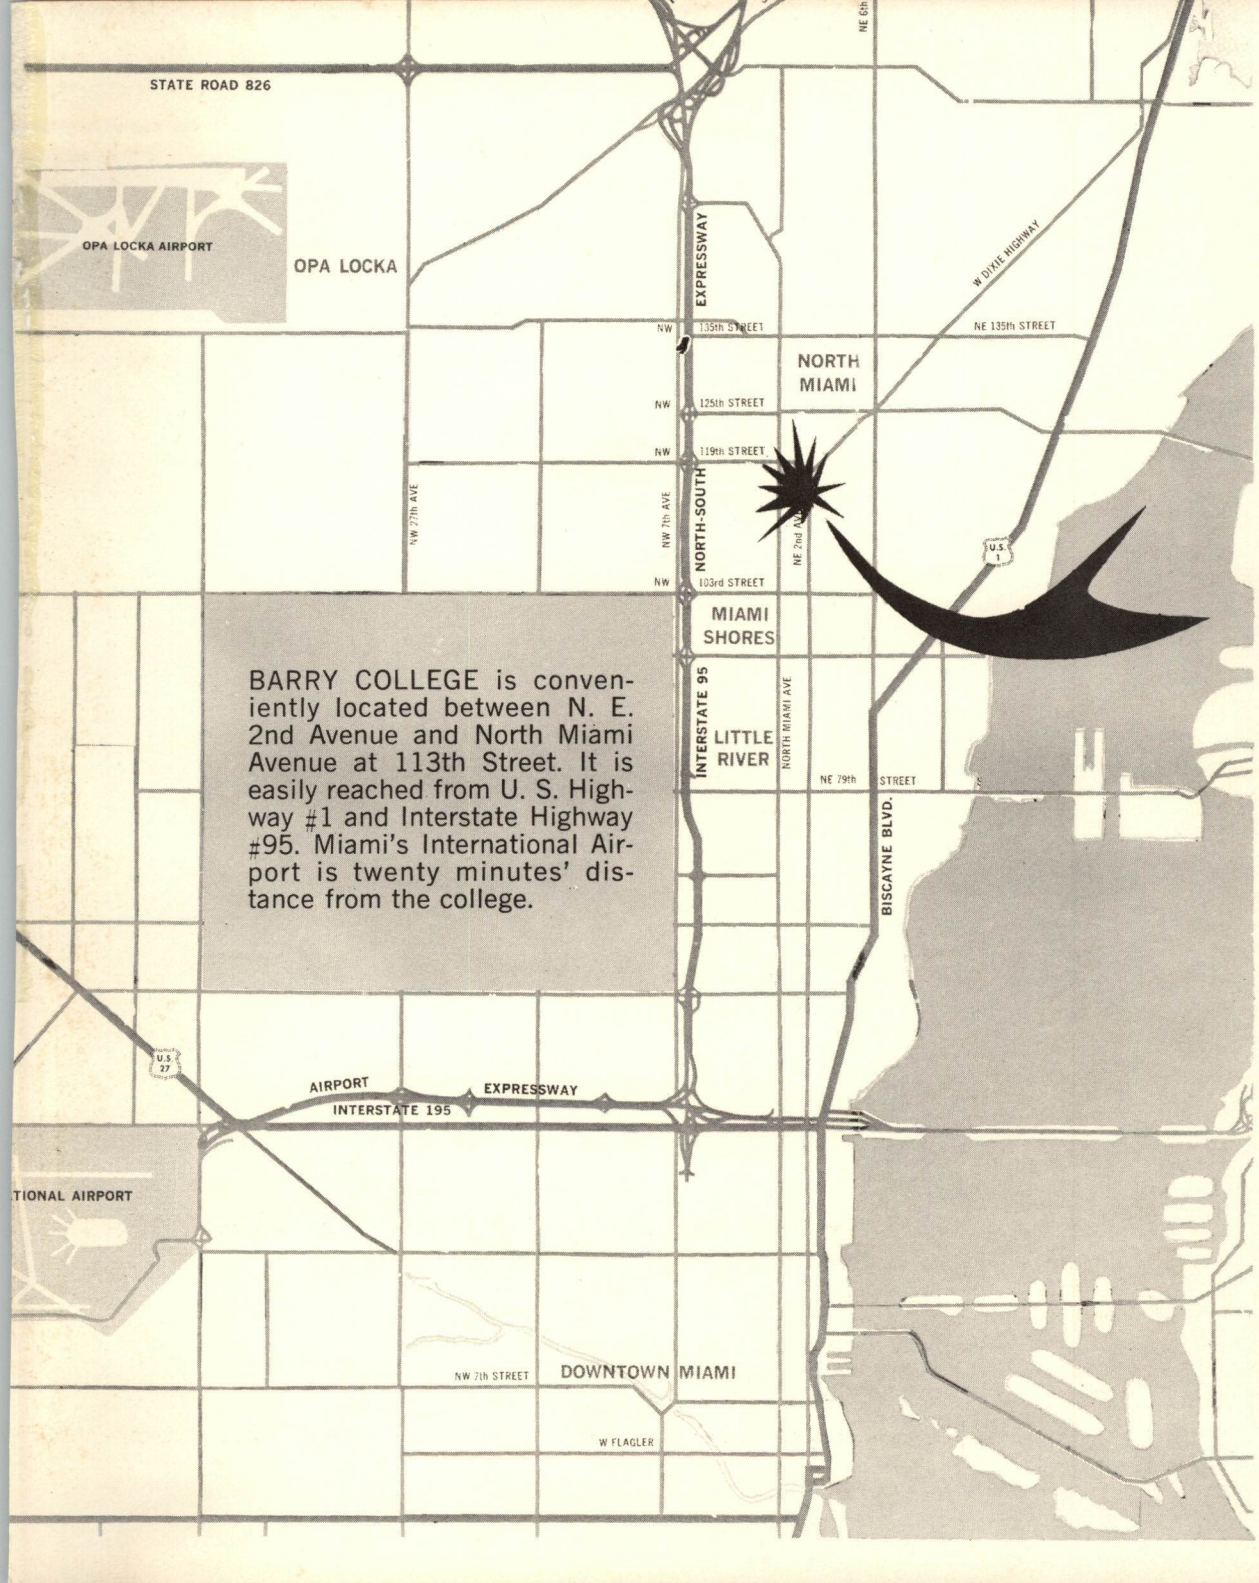 NE 6th
STATE ROAD 826
OPA LOCKA AIRPORT
OPA LOCKA
EXPRESSWAY
W DIXIE HIGHWAY
NW 135th STREET
NE 135th STREET
NORTH
MIAMI
NW 125th STREET
NW 119th STREET
NW 27th AVE
NW 7th AVE
NORTH-SOUTH
NE 2nd AVE
U.S.
1
NW 103rd STREET
MIAMI
SHORES
BARRY COLLEGE is conven-
iently located between N. E.
2nd Avenue and North Miami
Avenue at 113th Street. It is
easily reached from U. S. High-
way #1 and Interstate Highway
#95. Miami's International Air-
port is twenty minutes' dis-
tance from the college.
INTERSTATE 95
LITTLE
RIVER
NORTH MIAMI AVE
NE 79th STREET
BISCAYNE BLVD.
U.S.
27
AIRPORT EXPRESSWAY
INTERSTATE 195
TIONAL AIRPORT
NW 7th STREET
DOWNTOWN MIAMI
W FLAGLER